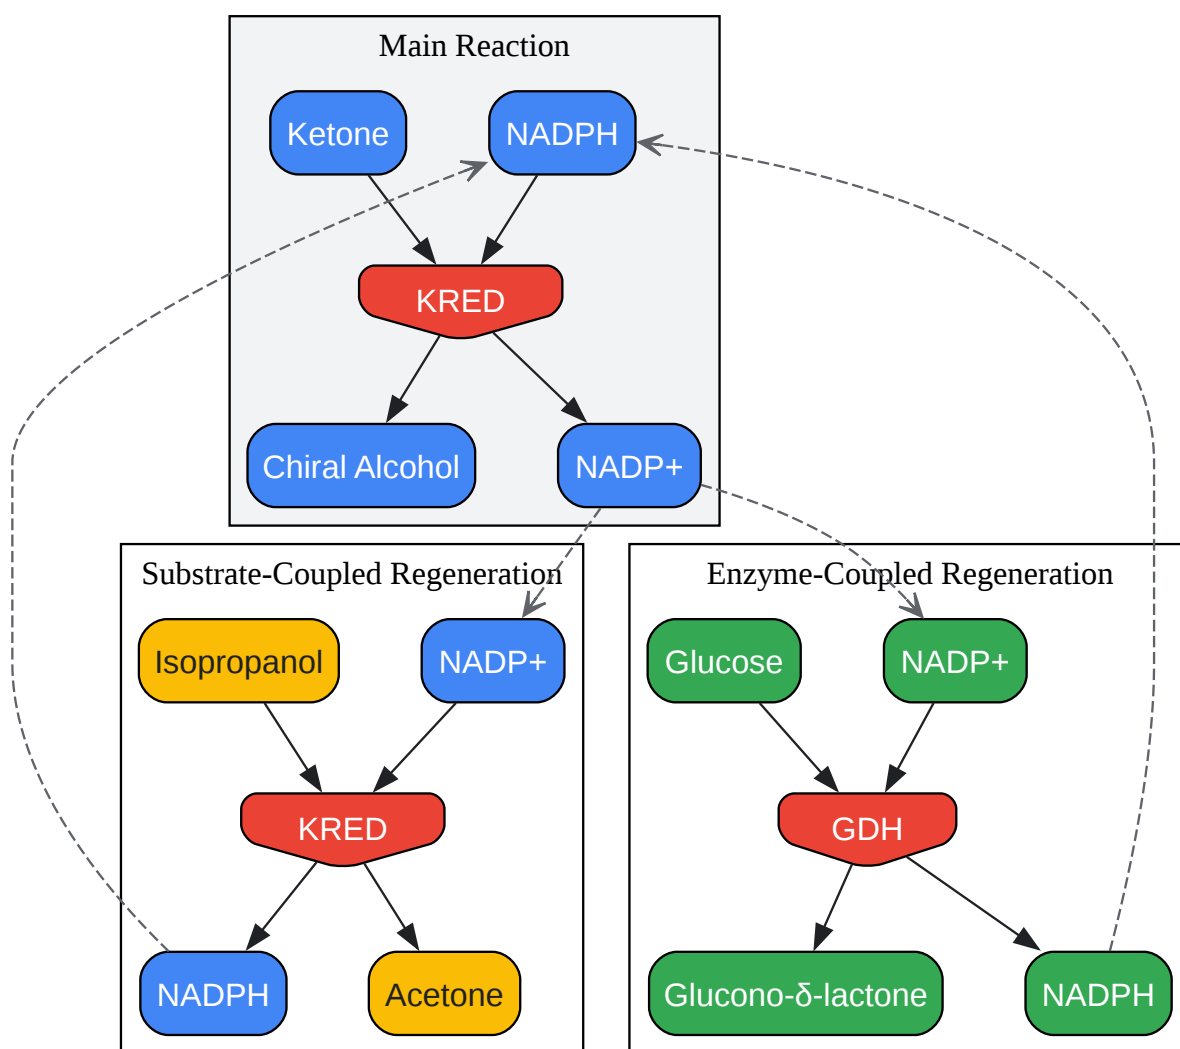 Main Reaction
Ketone
NADPH
KRED
Chiral Alcohol
NADP+
Substrate-Coupled Regeneration
Isopropanol
NADP+
KRED
NADPH
Acetone
Enzyme-Coupled Regeneration
Glucose
NADP+
GDH
Glucono-δ-lactone
NADPH